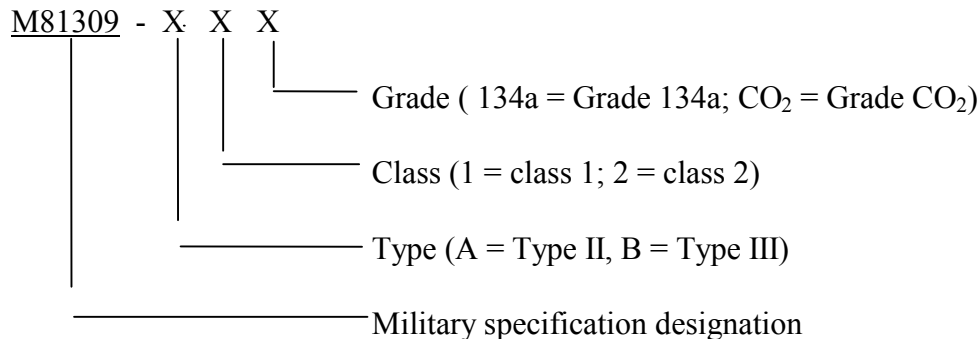 M81309 - X X X
Grade ( 134a = Grade 134a; CO₂ = Grade CO₂)
Class (1 = class 1; 2 = class 2)
Type (A = Type II, B = Type III)
Military specification designation